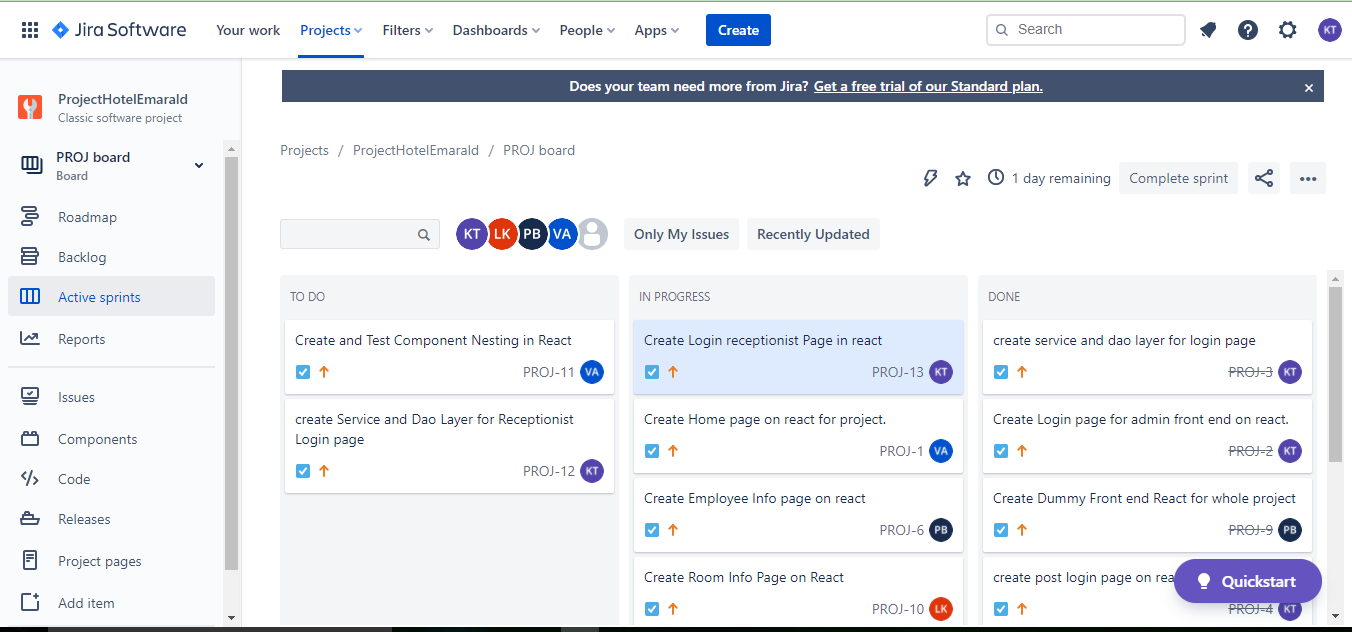 Jira Software Your work Projects Filters Dashboards People Apps Create Search KT
Does your team need more from Jira? Get a free trial of our Standard plan. ×
ProjectHotelEmarald
Classic software project
PROJ board
Board
Roadmap
Backlog
Active sprints
Reports
Issues
Components
Code
Releases
Project pages
Add item
Projects / ProjectHotelEmarald / PROJ board
1 day remaining Complete sprint
KT LK PB VA Only My Issues Recently Updated
TO DO
Create and Test Component Nesting in React
PROJ-11 VA
create Service and Dao Layer for Receptionist
Login page
PROJ-12 KT
IN PROGRESS
Create Login receptionist Page in react
PROJ-13 KT
Create Home page on react for project.
PROJ-1 VA
Create Employee Info page on react
PROJ-6 PB
Create Room Info Page on React
PROJ-10 LK
DONE
create service and dao layer for login page
PROJ-3 KT
Create Login page for admin front end on react.
PROJ-2 KT
Create Dummy Front end React for whole project
PROJ-9 PB
create post login page on rea
PROJ-4 KT
Quickstart